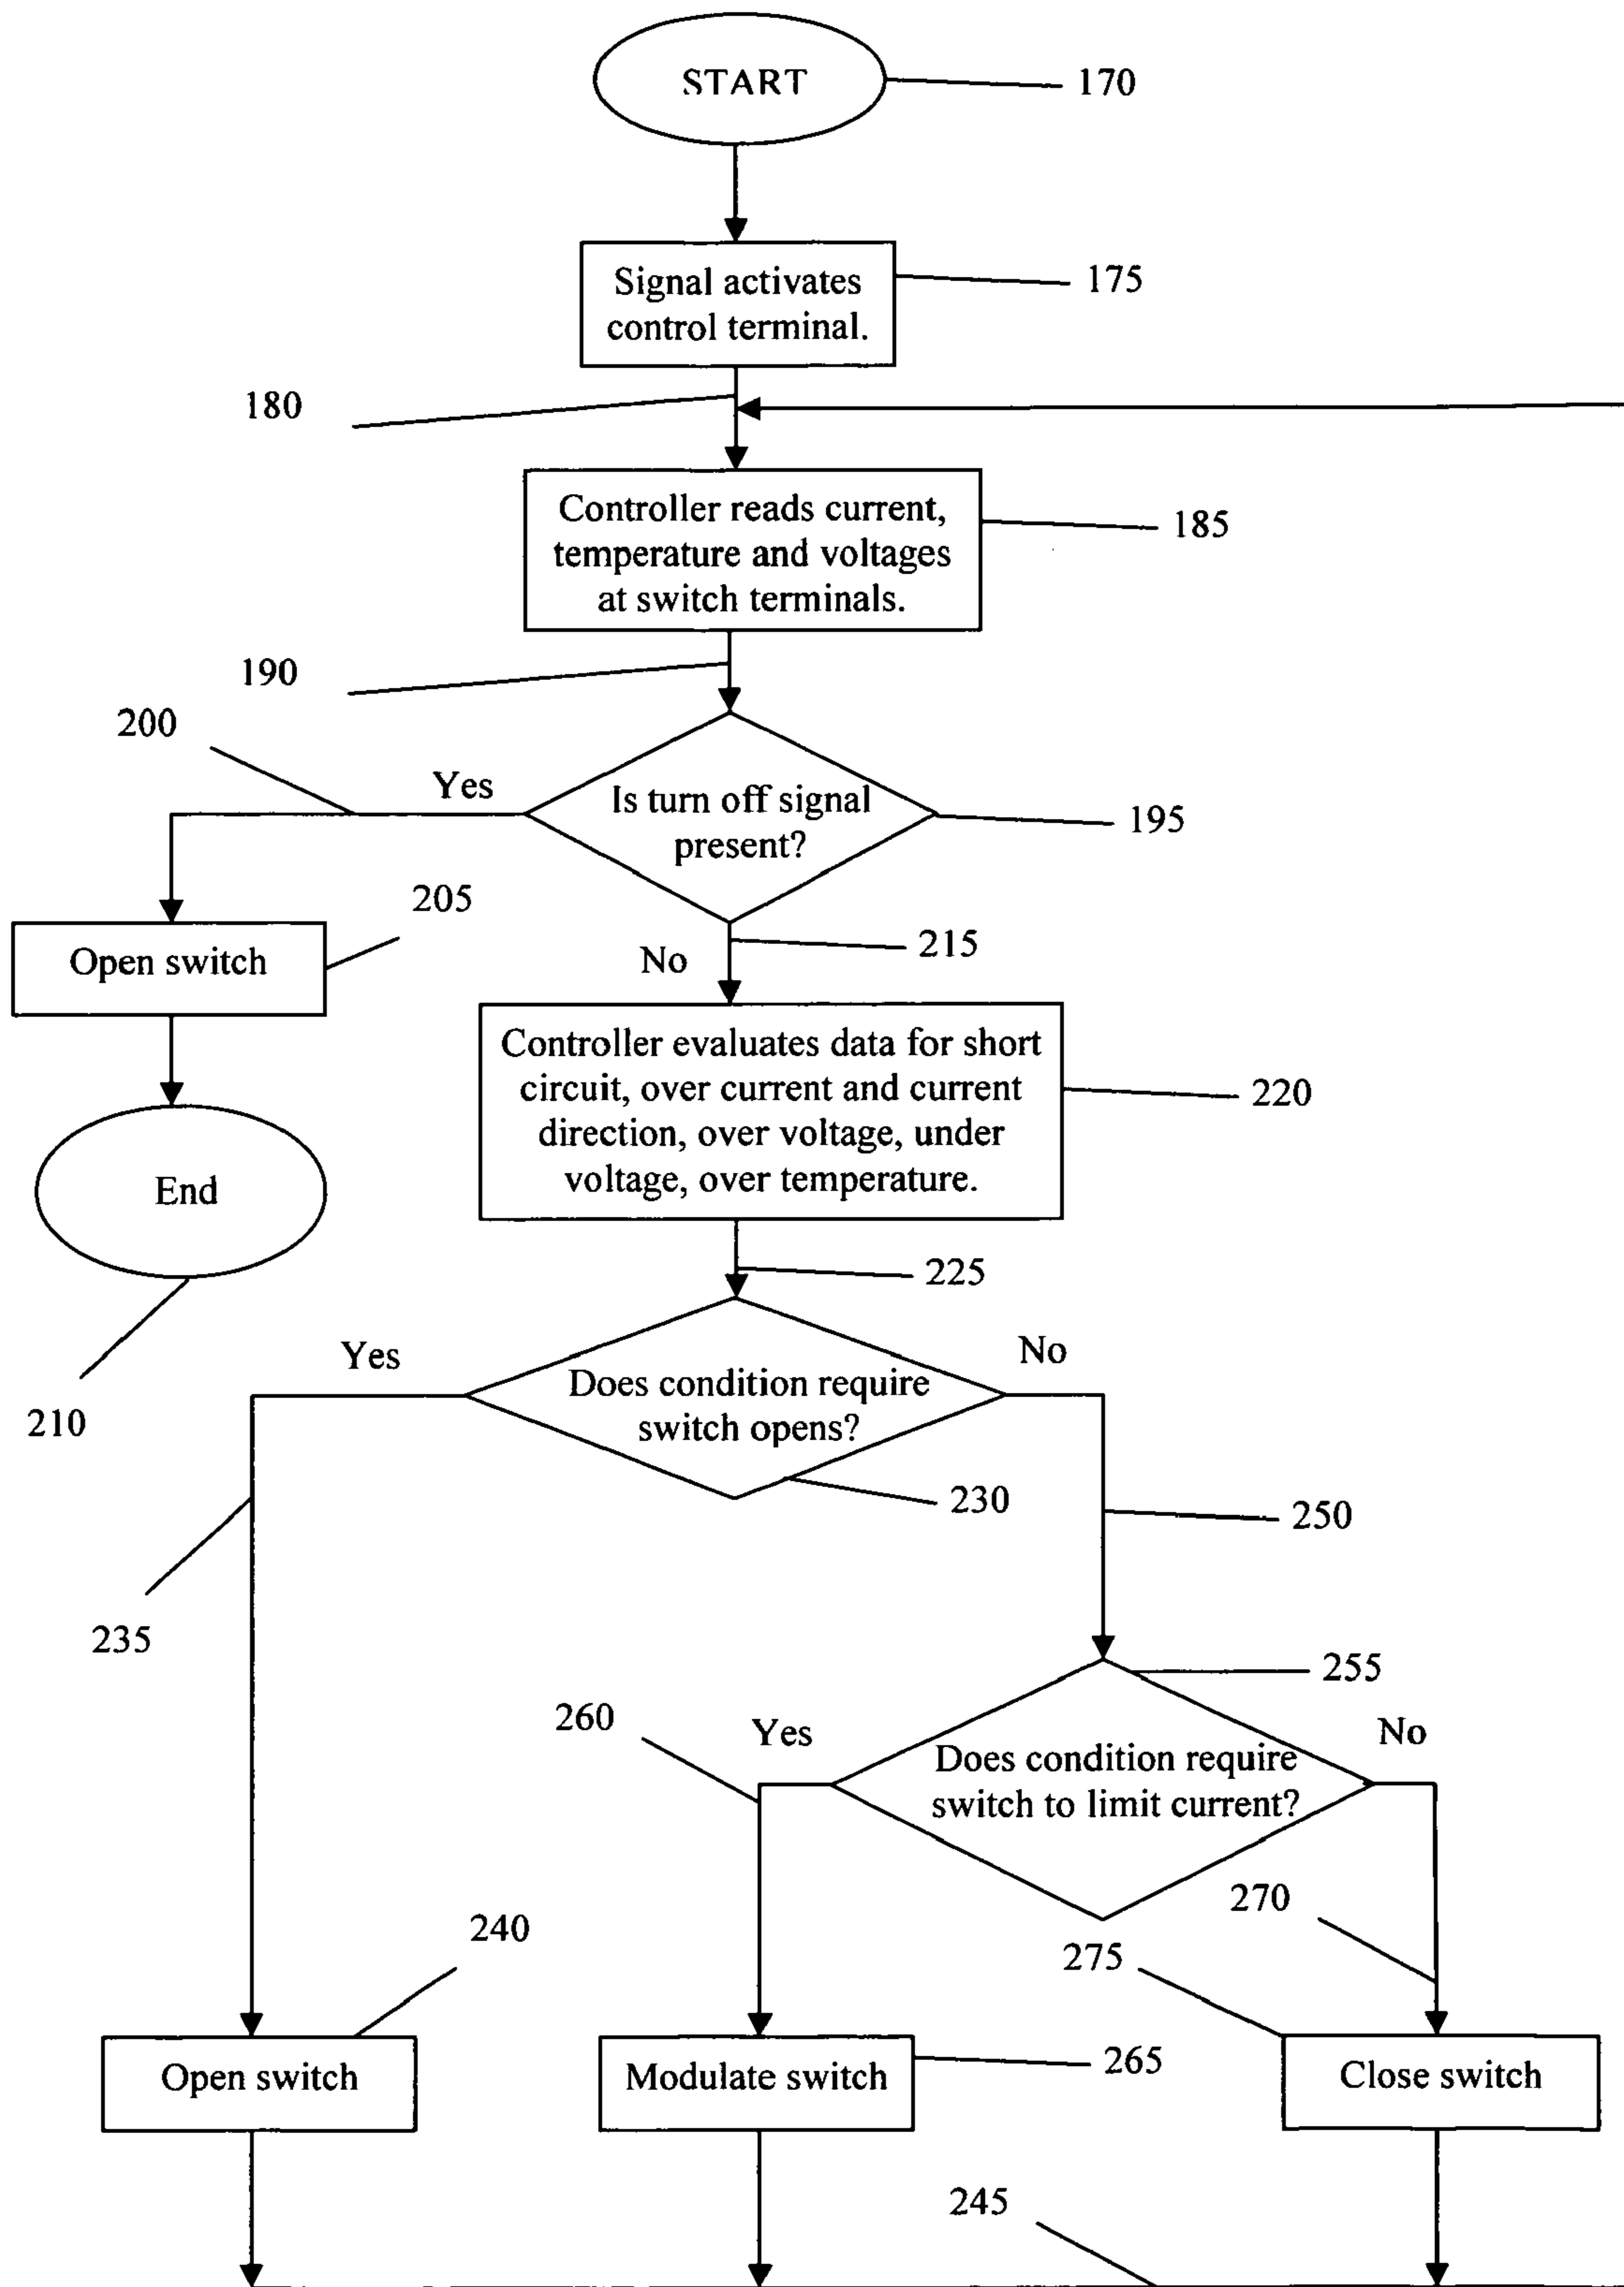 START
170
Signal activates
control terminal.
175
180
Controller reads current,
temperature and voltages
at switch terminals.
185
190
200
Yes
Is turn off signal
present?
195
205
Open switch
No
215
Controller evaluates data for short
circuit, over current and current
direction, over voltage, under
voltage, over temperature.
220
End
225
210
Yes
No
Does condition require
switch opens?
230
250
235
255
260
Yes
No
Does condition require
switch to limit current?
270
240
275
Open switch
Modulate switch
265
Close switch
245